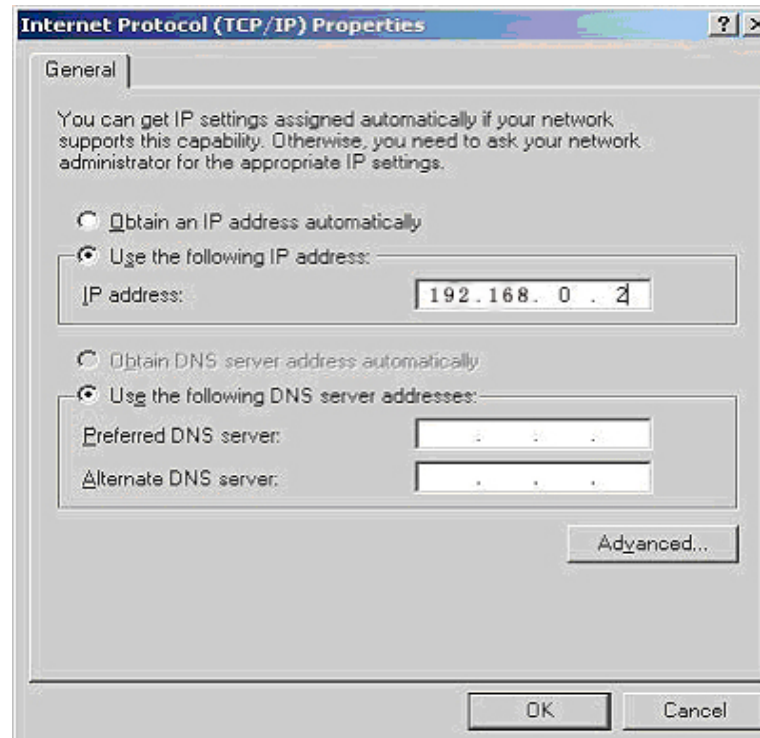 Internet Protocol (TCP/IP) Properties
General
You can get IP settings assigned automatically if your network
supports this capability. Otherwise, you need to ask your network
administrator for the appropriate IP settings.
Obtain an IP address automatically
Use the following IP address:
IP address: 192.168. 0 . 2
Obtain DNS server address automatically
Use the following DNS server addresses:
Preferred DNS server: . . .
Alternate DNS server: . . .
Advanced...
OK Cancel